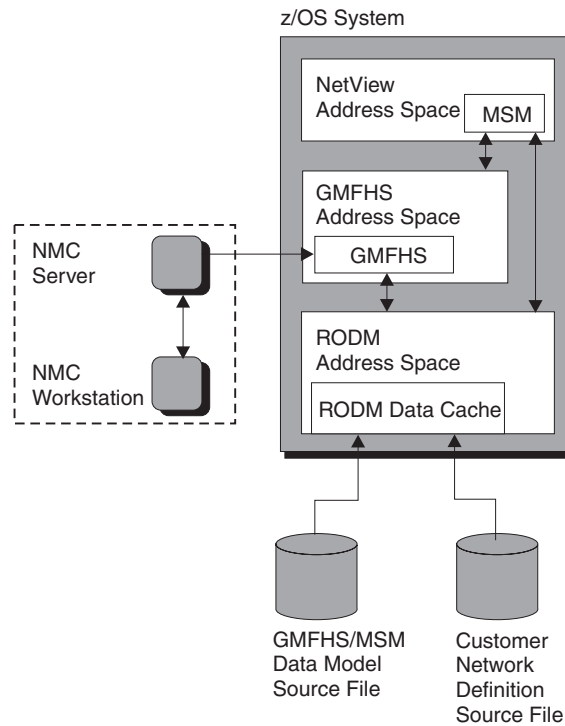 z/OS System
NetView
Address Space
MSM
GMFHS
Address Space
GMFHS
NMC
Server
NMC
Workstation
RODM
Address Space
RODM Data Cache
GMFHS/MSM
Data Model
Source File
Customer
Network
Definition
Source File